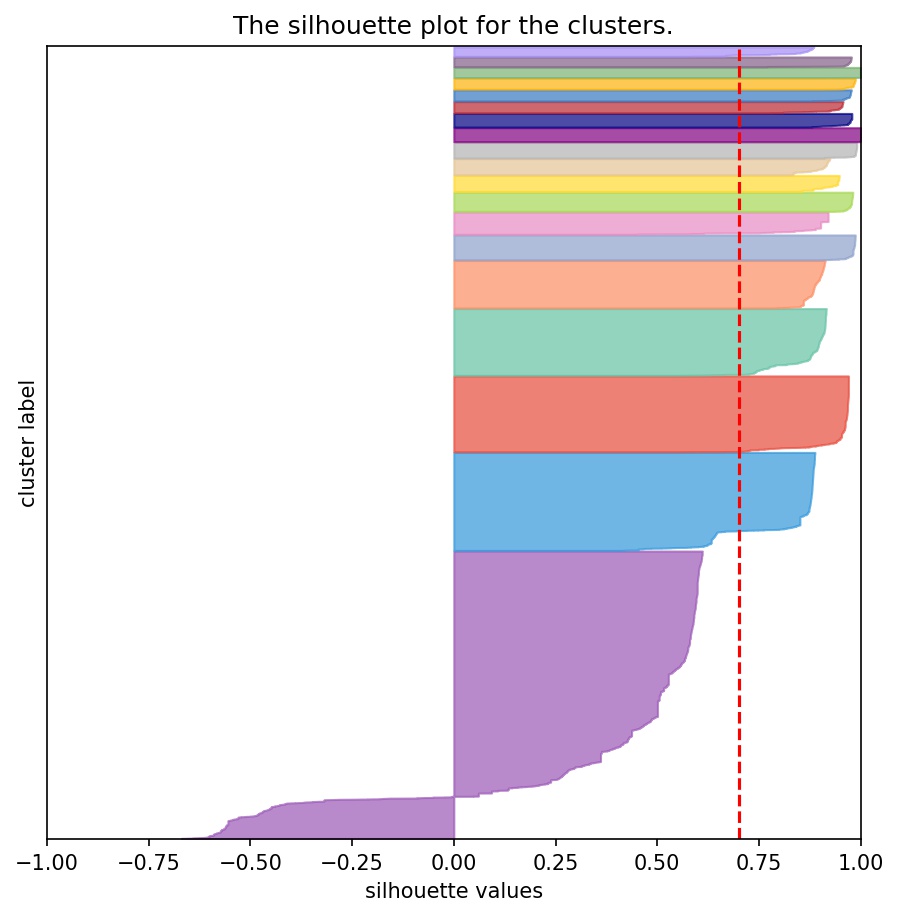 The silhouette plot for the clusters.
cluster label
−1.00 −0.75 −0.50 −0.25 0.00 0.25 0.50 0.75 1.00
silhouette values